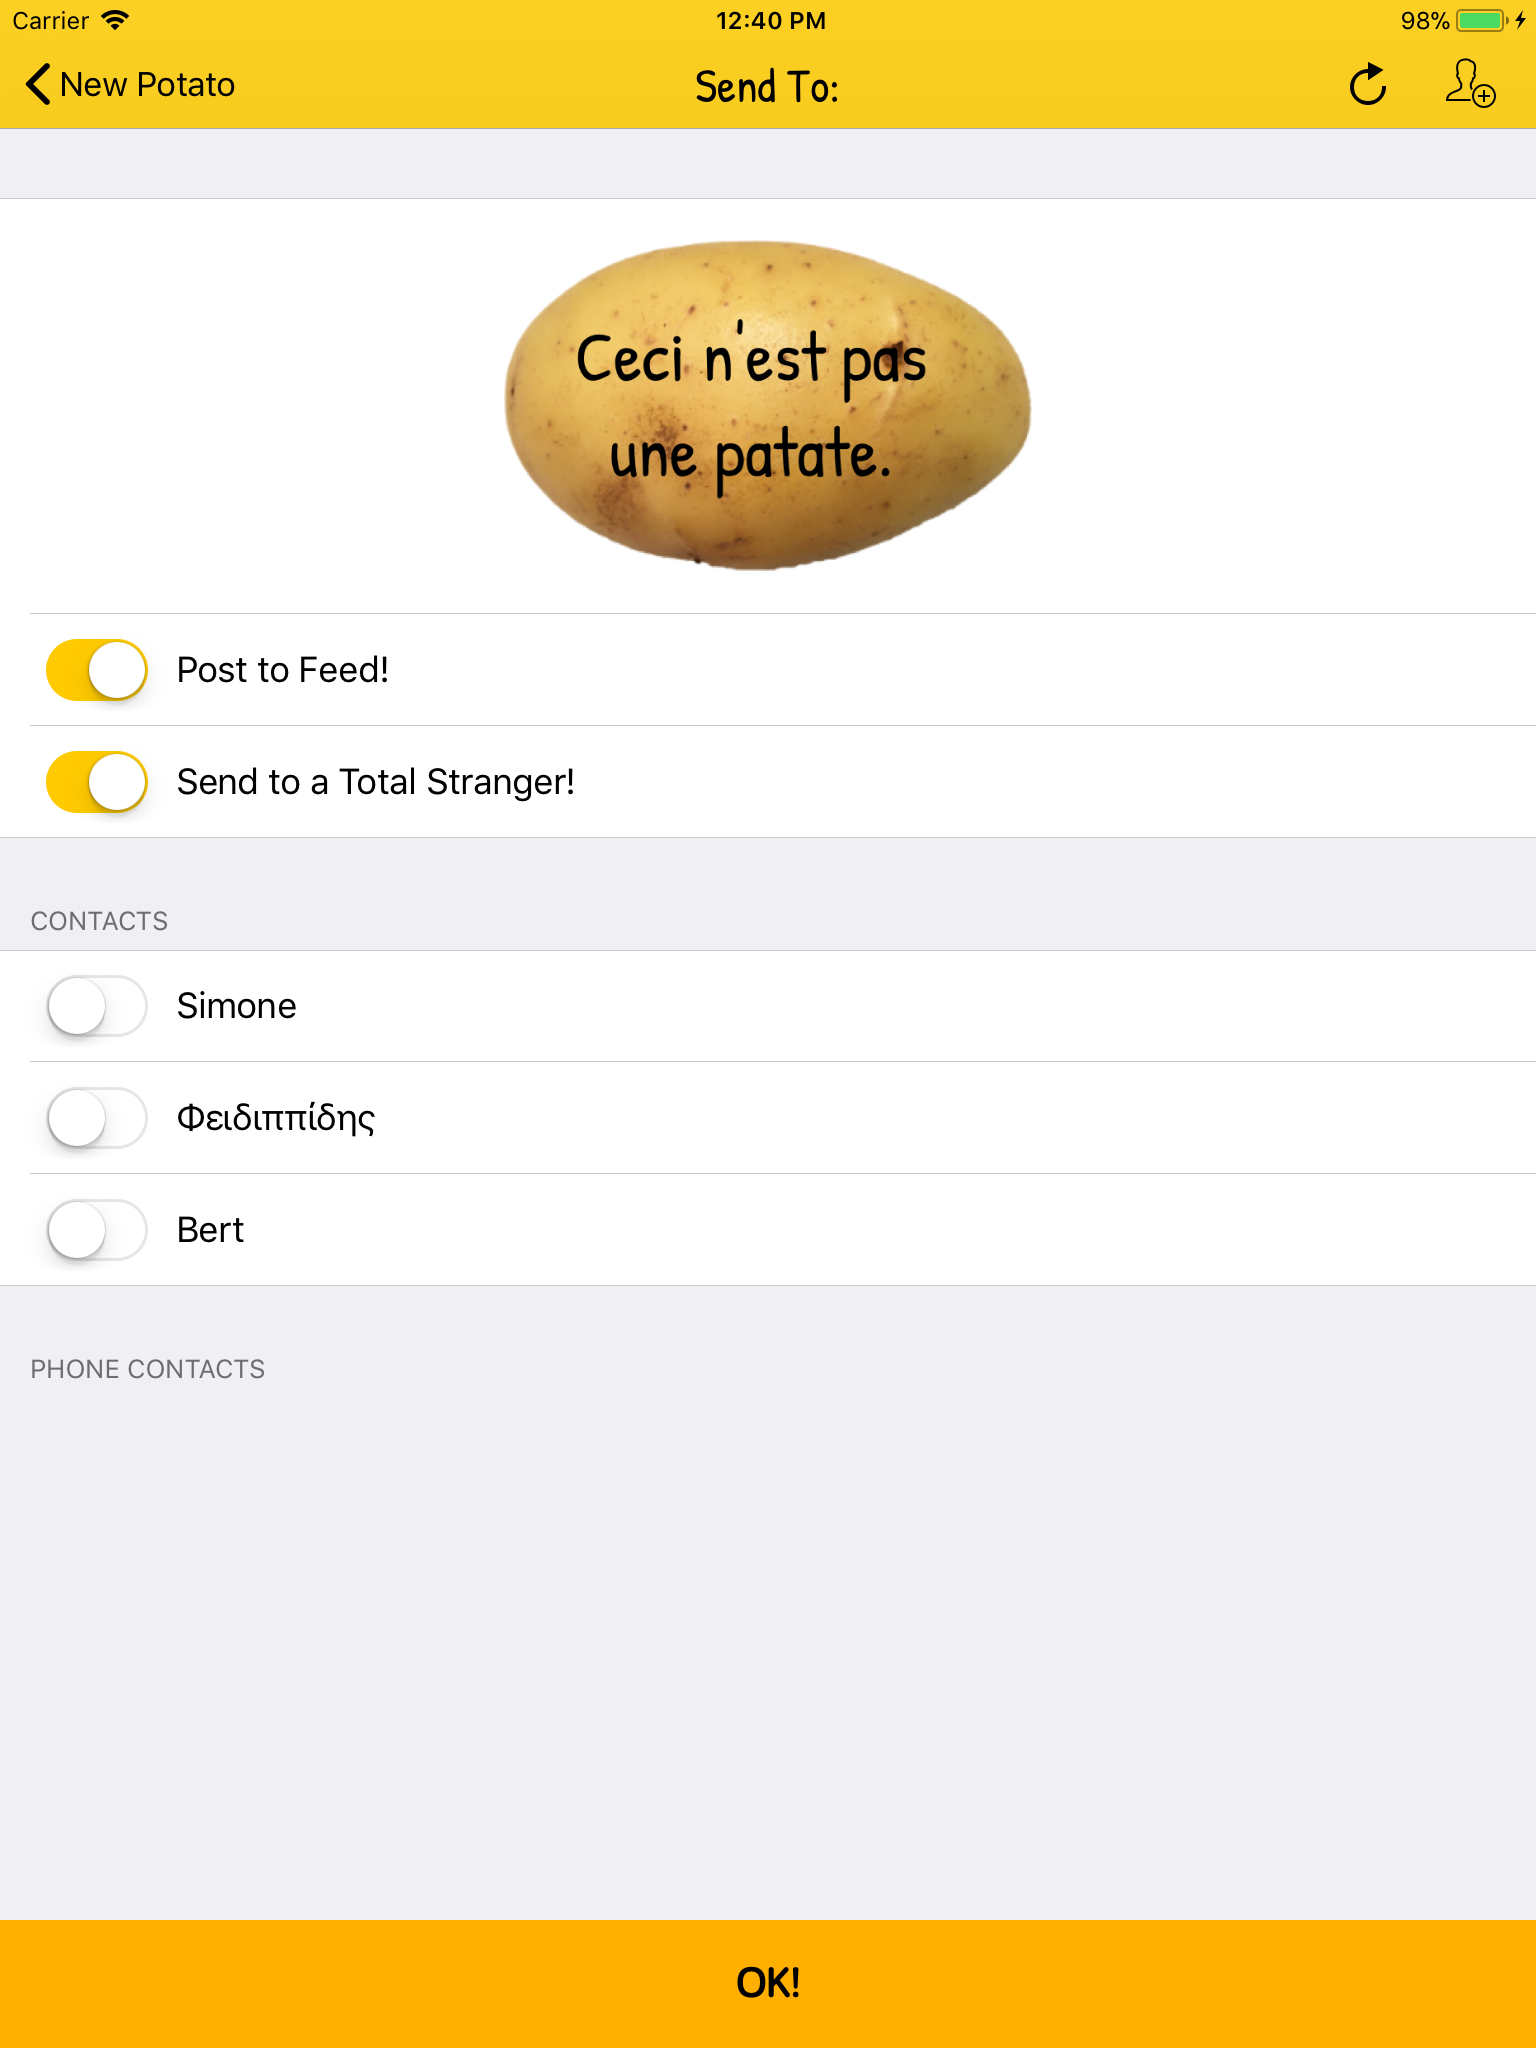 Carrier 12:40 PM 98%
New Potato Send To:
Ceci n'est pas
une patate.
Post to Feed!
Send to a Total Stranger!
CONTACTS
Simone
Φειδιππίδης
Bert
PHONE CONTACTS
OK!